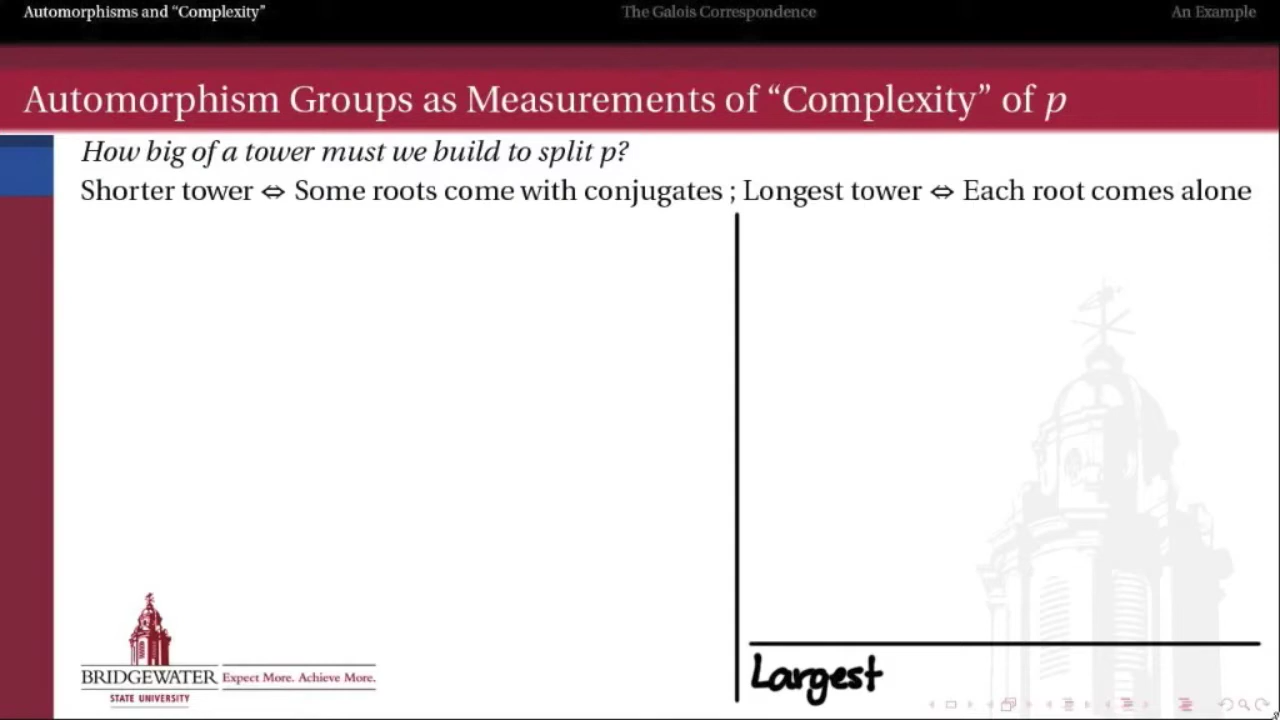 Automorphisms and “Complexity”
The Galois Correspondence
An Example
Automorphism Groups as Measurements of “Complexity” of p
How big of a tower must we build to split p?
Shorter tower ⇔ Some roots come with conjugates ; Longest tower ⇔ Each root comes alone
Largest
BRIDGEWATER
STATE UNIVERSITY
Expect More. Achieve More.